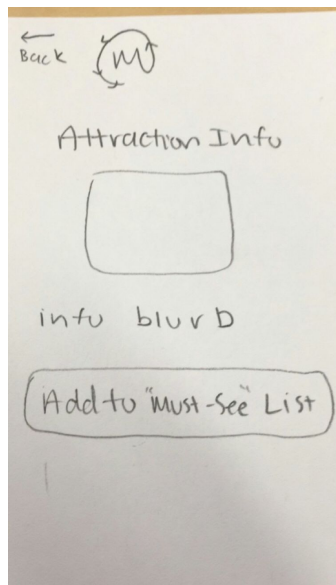 Back
m
Attraction Info
info blurb
Add to "Must-See" List